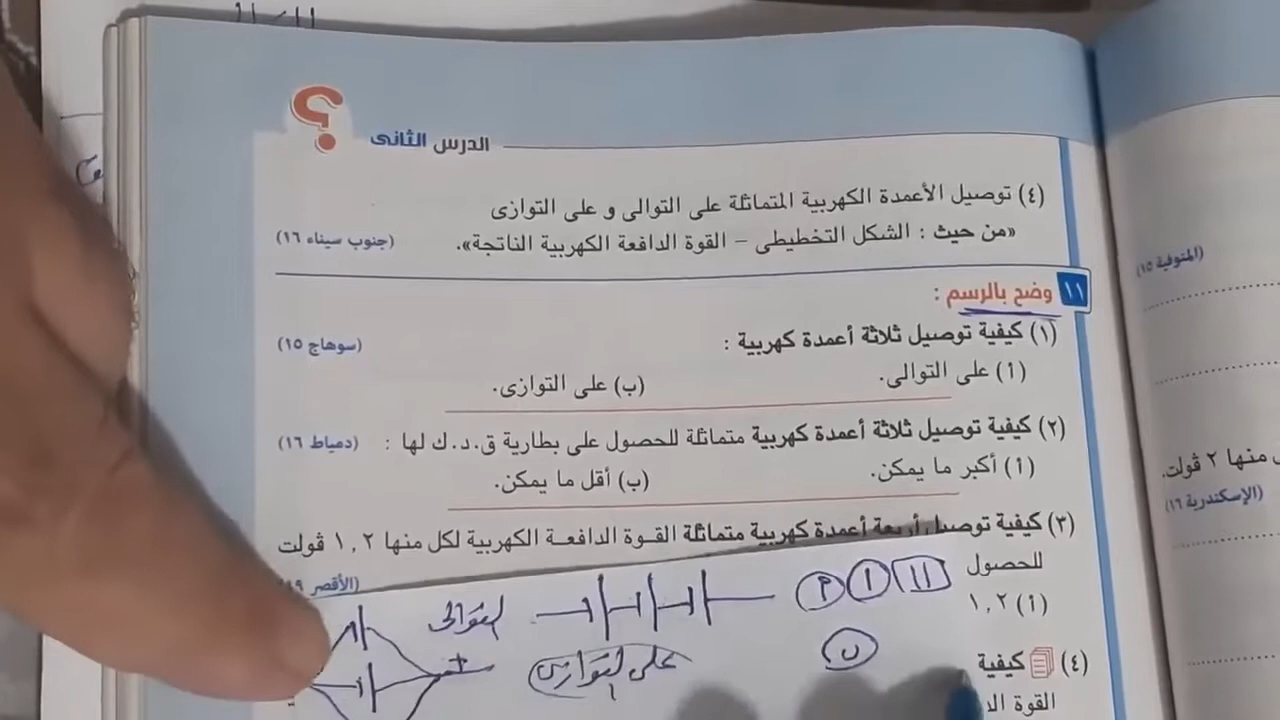 الدرس الثانى
(٤) توصيل الأعمدة الكهربية المتماثلة على التوالى و على التوازى
«من حيث : الشكل التخطيطى – القوة الدافعة الكهربية الناتجة». (جنوب سيناء ١٦)
١١ وضح بالرسم :
(١) كيفية توصيل ثلاثة أعمدة كهربية : (سوهاج ١٥)
(أ) على التوالى. (ب) على التوازى.
(٢) كيفية توصيل ثلاثة أعمدة كهربية متماثلة للحصول على بطارية ق.د.ك لها : (دمياط ١٦)
(أ) أكبر ما يمكن. (ب) أقل ما يمكن.
(٣) كيفية توصيل أربعة أعمدة كهربية متماثلة القوة الدافعة الكهربية لكل منها ١,٢ ڤولت
للحصول (الأقصر ١٩)
(أ) ١,٢
(٤) كيفية
القوة
١١ ١ ٢ التوالى
ب على التوازى
(المنوفية ١٥)
منها ٢ ڤولت.
(الإسكندرية ١٦)